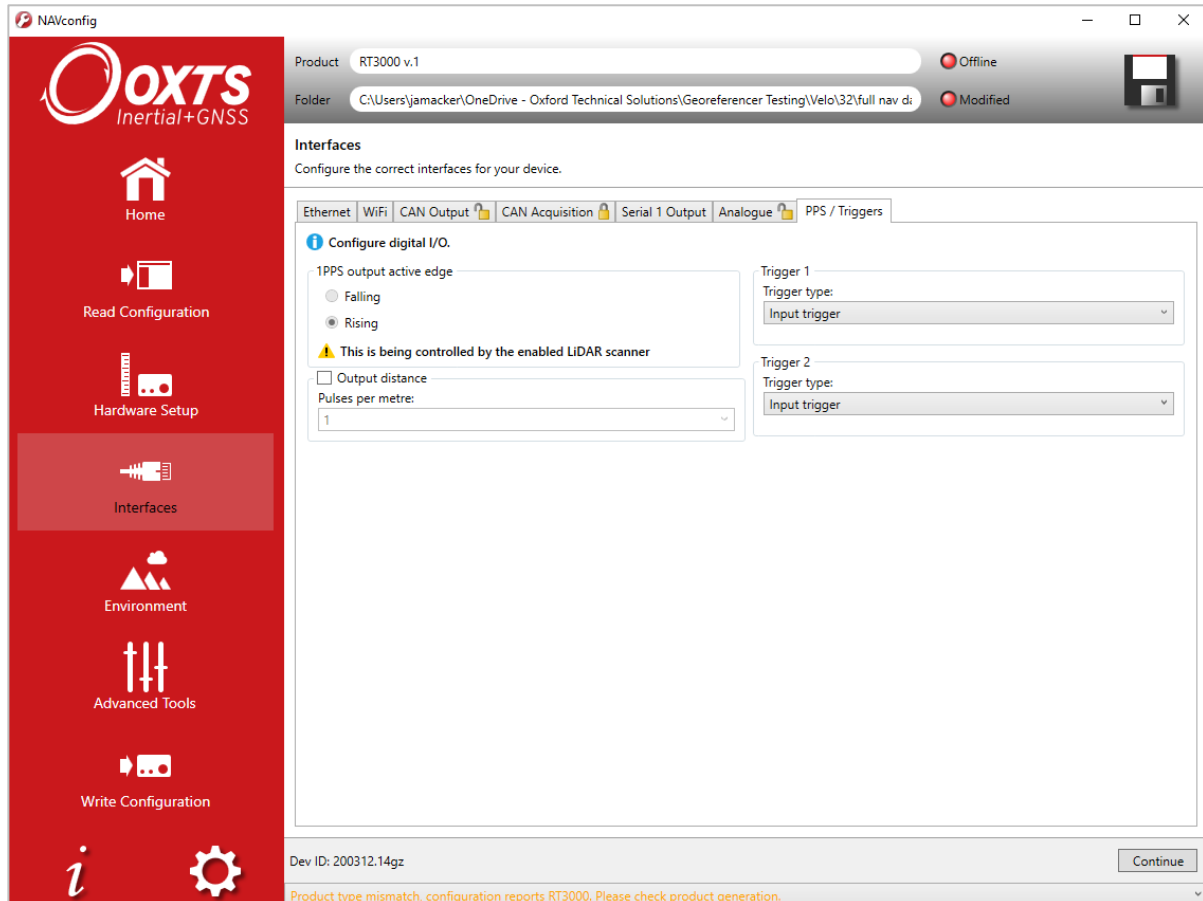 NAVconfig
OXTS
Inertial+GNSS
Home
Read Configuration
Hardware Setup
Interfaces
Environment
Advanced Tools
Write Configuration
i
Product RT3000 v.1 Offline
Folder C:\Users\jamacker\OneDrive - Oxford Technical Solutions\Georeferencer Testing\Velo\32\full nav da Modified
Interfaces
Configure the correct interfaces for your device.
Ethernet WiFi CAN Output CAN Acquisition Serial 1 Output Analogue PPS / Triggers
Configure digital I/O.
1PPS output active edge
Falling
Rising
This is being controlled by the enabled LiDAR scanner
Output distance
Pulses per metre:
1
Trigger 1
Trigger type:
Input trigger
Trigger 2
Trigger type:
Input trigger
Dev ID: 200312.14gz Continue
Product type mismatch, configuration reports RT3000. Please check product generation.